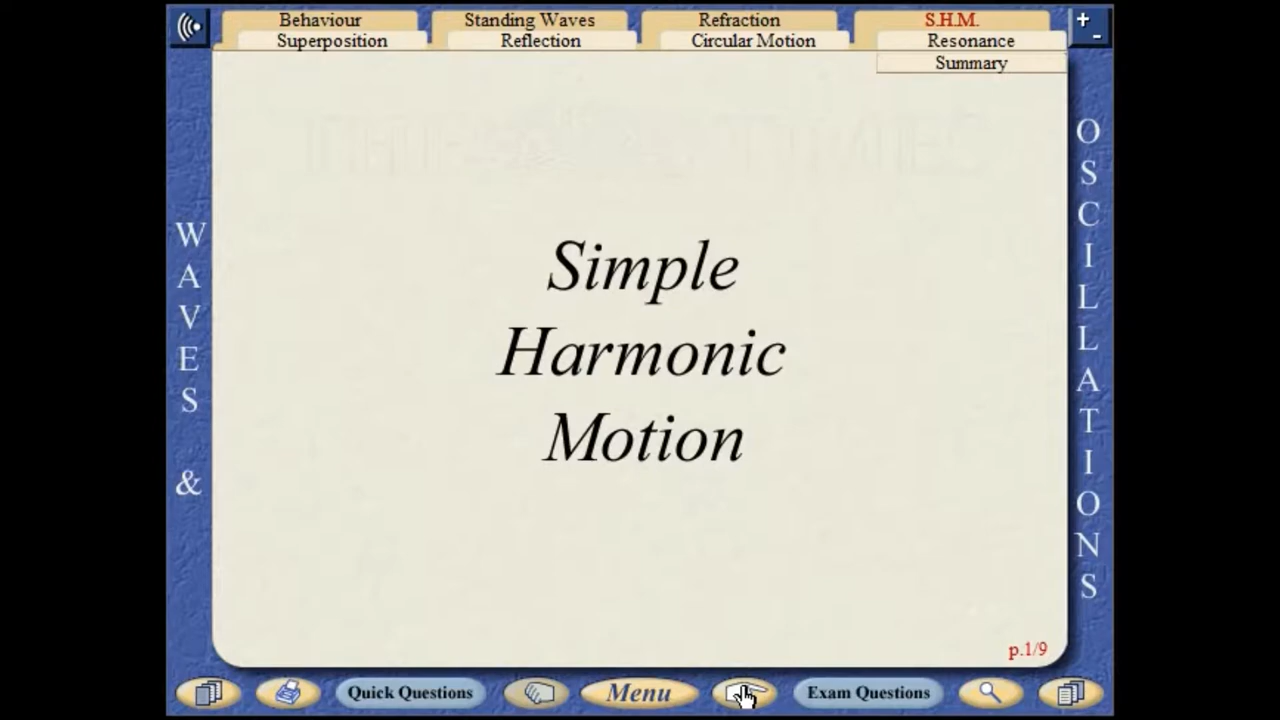 Behaviour
Standing Waves
Refraction
S.H.M.
+
-
Superposition
Reflection
Circular Motion
Resonance
Summary
WAVES &
Simple
Harmonic
Motion
OSCILLATIONS
p.1/9
Quick Questions
Menu
Exam Questions